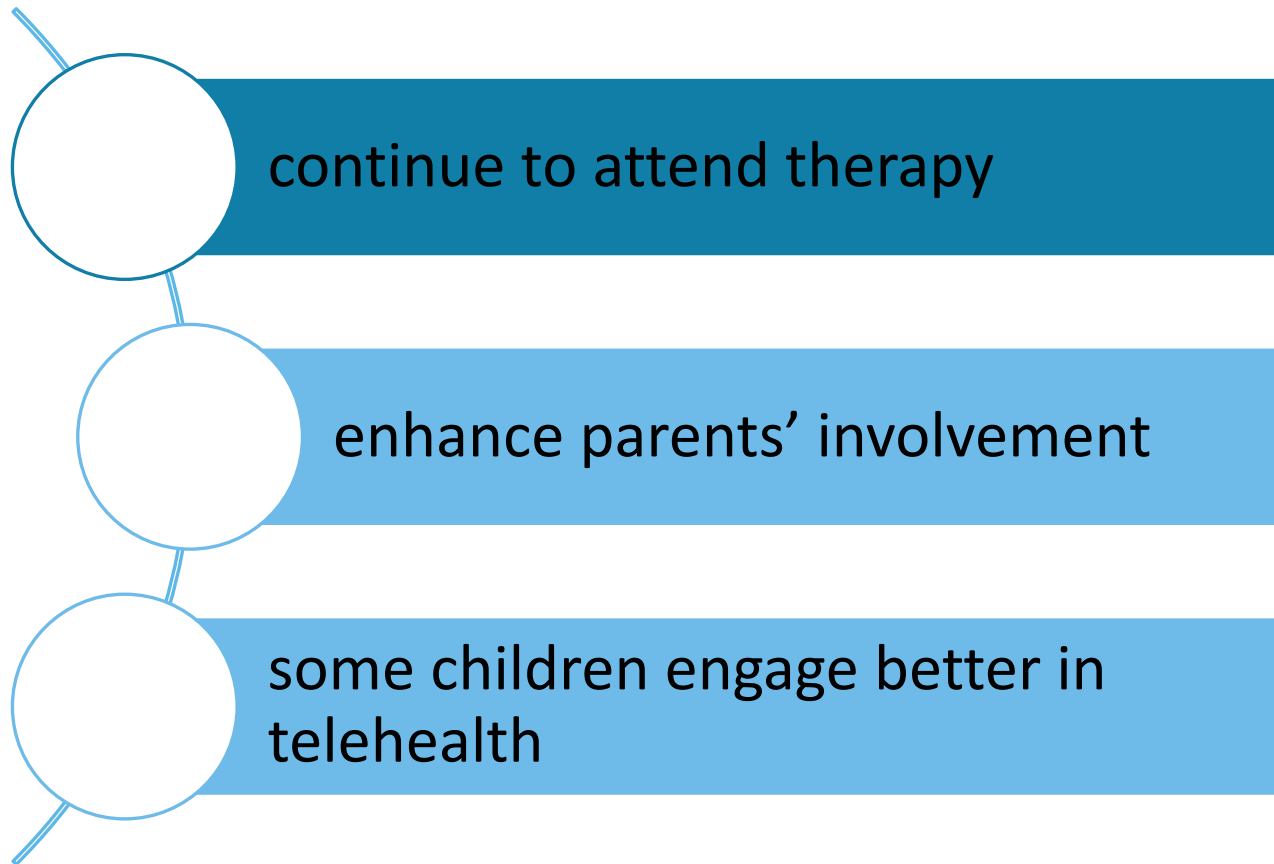 continue to attend therapy
enhance parents’ involvement
some children engage better in
telehealth